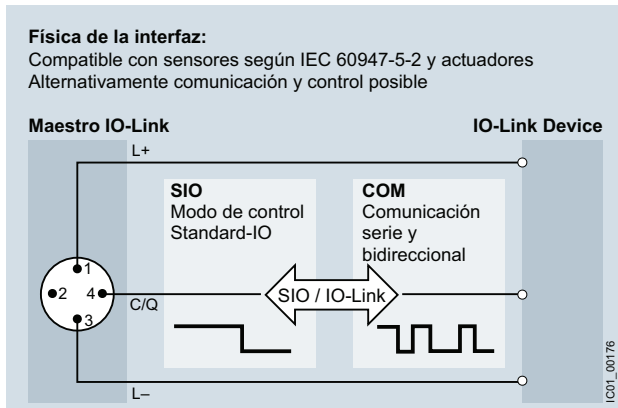 Física de la interfaz:
Compatible con sensores según IEC 60947-5-2 y actuadores
Alternativamente comunicación y control posible
Maestro IO-Link
IO-Link Device
L+
SIO
Modo de control
Standard-IO
COM
Comunicación
serie y
bidireccional
1
2
4
3
C/Q
SIO / IO-Link
L–
IC01_00176